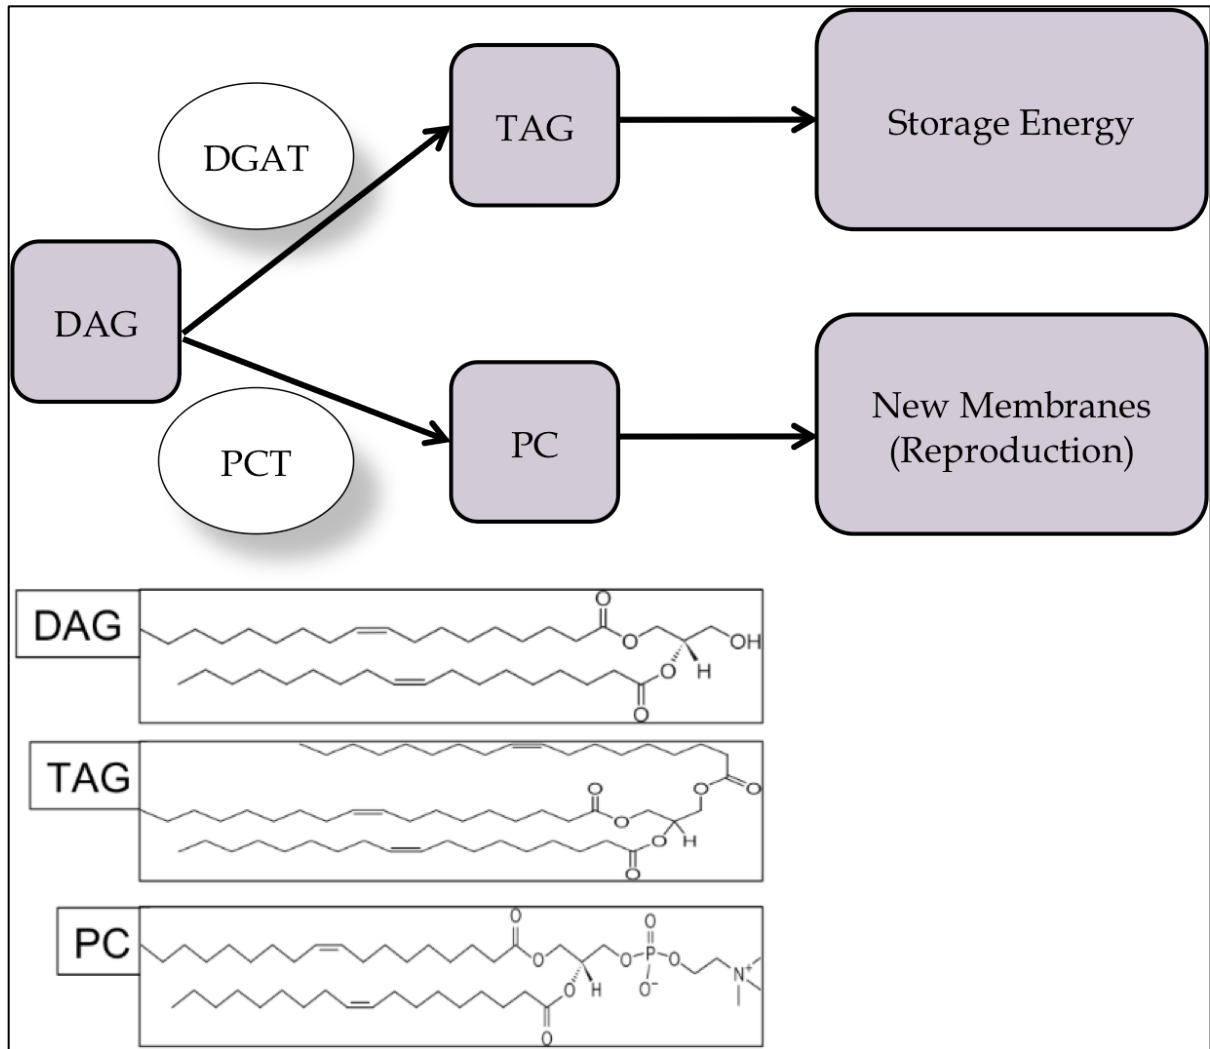 DGAT
TAG
Storage Energy
DAG
PCT
PC
New Membranes
(Reproduction)
DAG
O
O
OH
O
H
O
TAG
O
O
O
O
O
H
O
PC
O
O
O
H
O
O
P
O
O⁻
N⁺
O